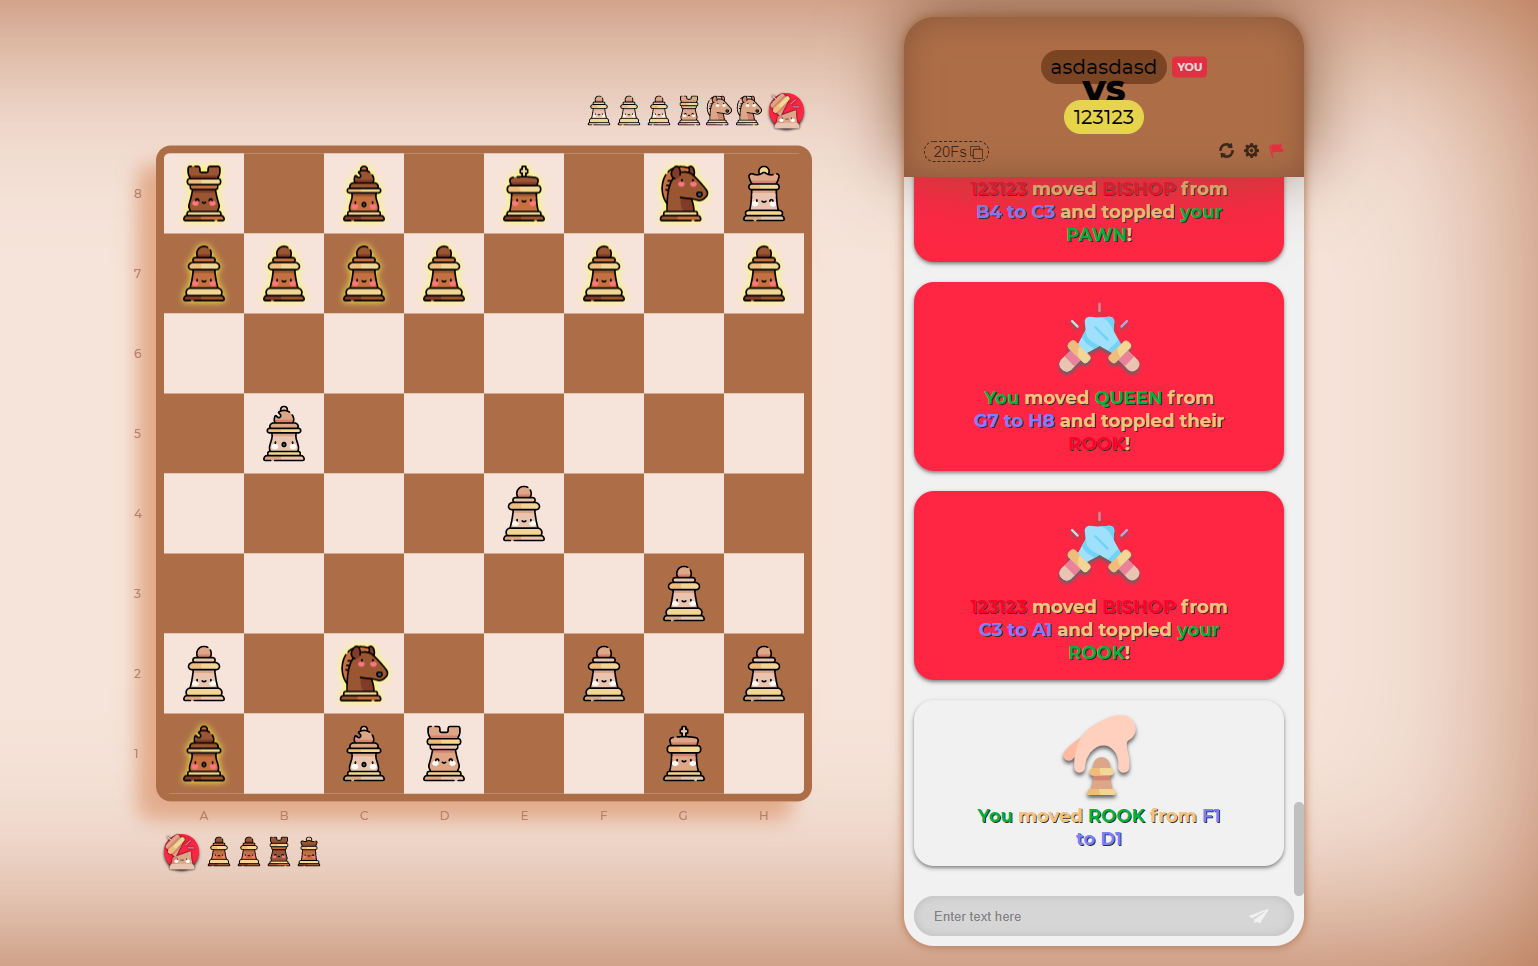 asdasdasd YOU
vs
123123
20Fs
8
7
6
5
4
3
2
1
A B C D E F G H
123123 moved BISHOP from
B4 to C3 and toppled your
PAWN!
You moved QUEEN from
G7 to H8 and toppled their
ROOK!
123123 moved BISHOP from
C3 to A1 and toppled your
ROOK!
You moved ROOK from F1
to D1
Enter text here